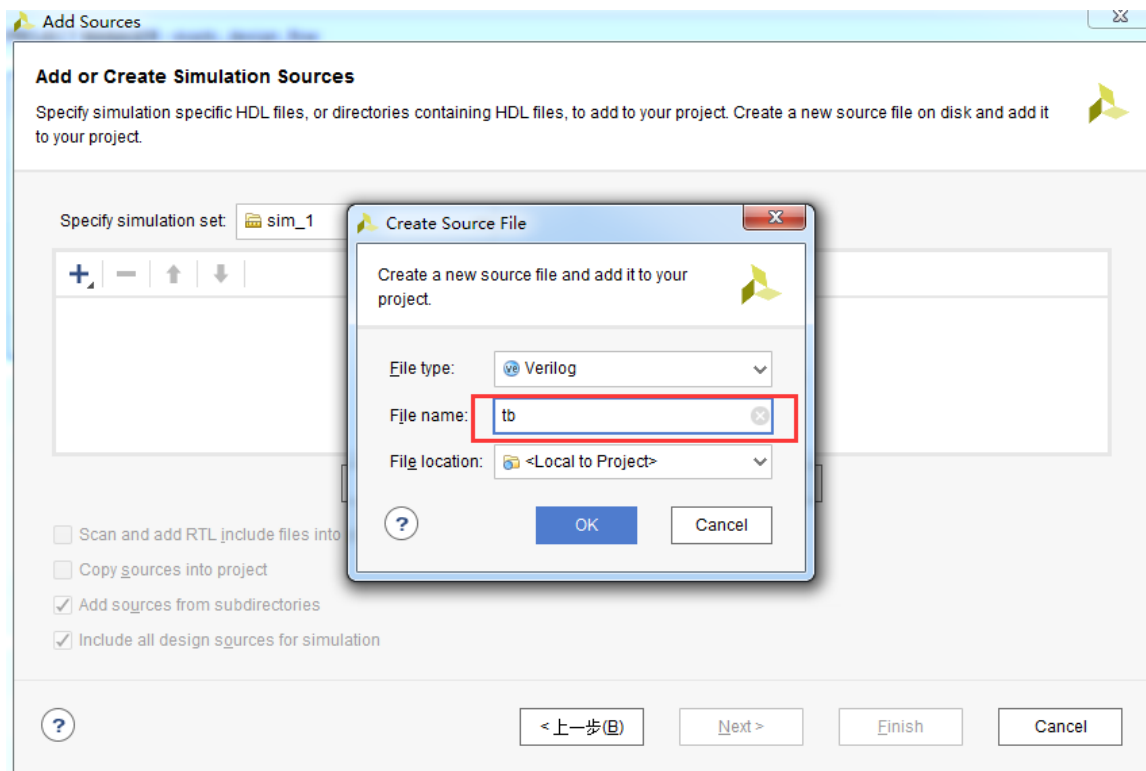 Add Sources
Add or Create Simulation Sources
Specify simulation specific HDL files, or directories containing HDL files, to add to your project. Create a new source file on disk and add it
to your project.
Specify simulation set: sim_1
Create Source File
Create a new source file and add it to your
project.
File type: Verilog
File name: tb
File location: <Local to Project>
? OK Cancel
Scan and add RTL include files into
Copy sources into project
Add sources from subdirectories
Include all design sources for simulation
? <上一步(B) Next > Finish Cancel